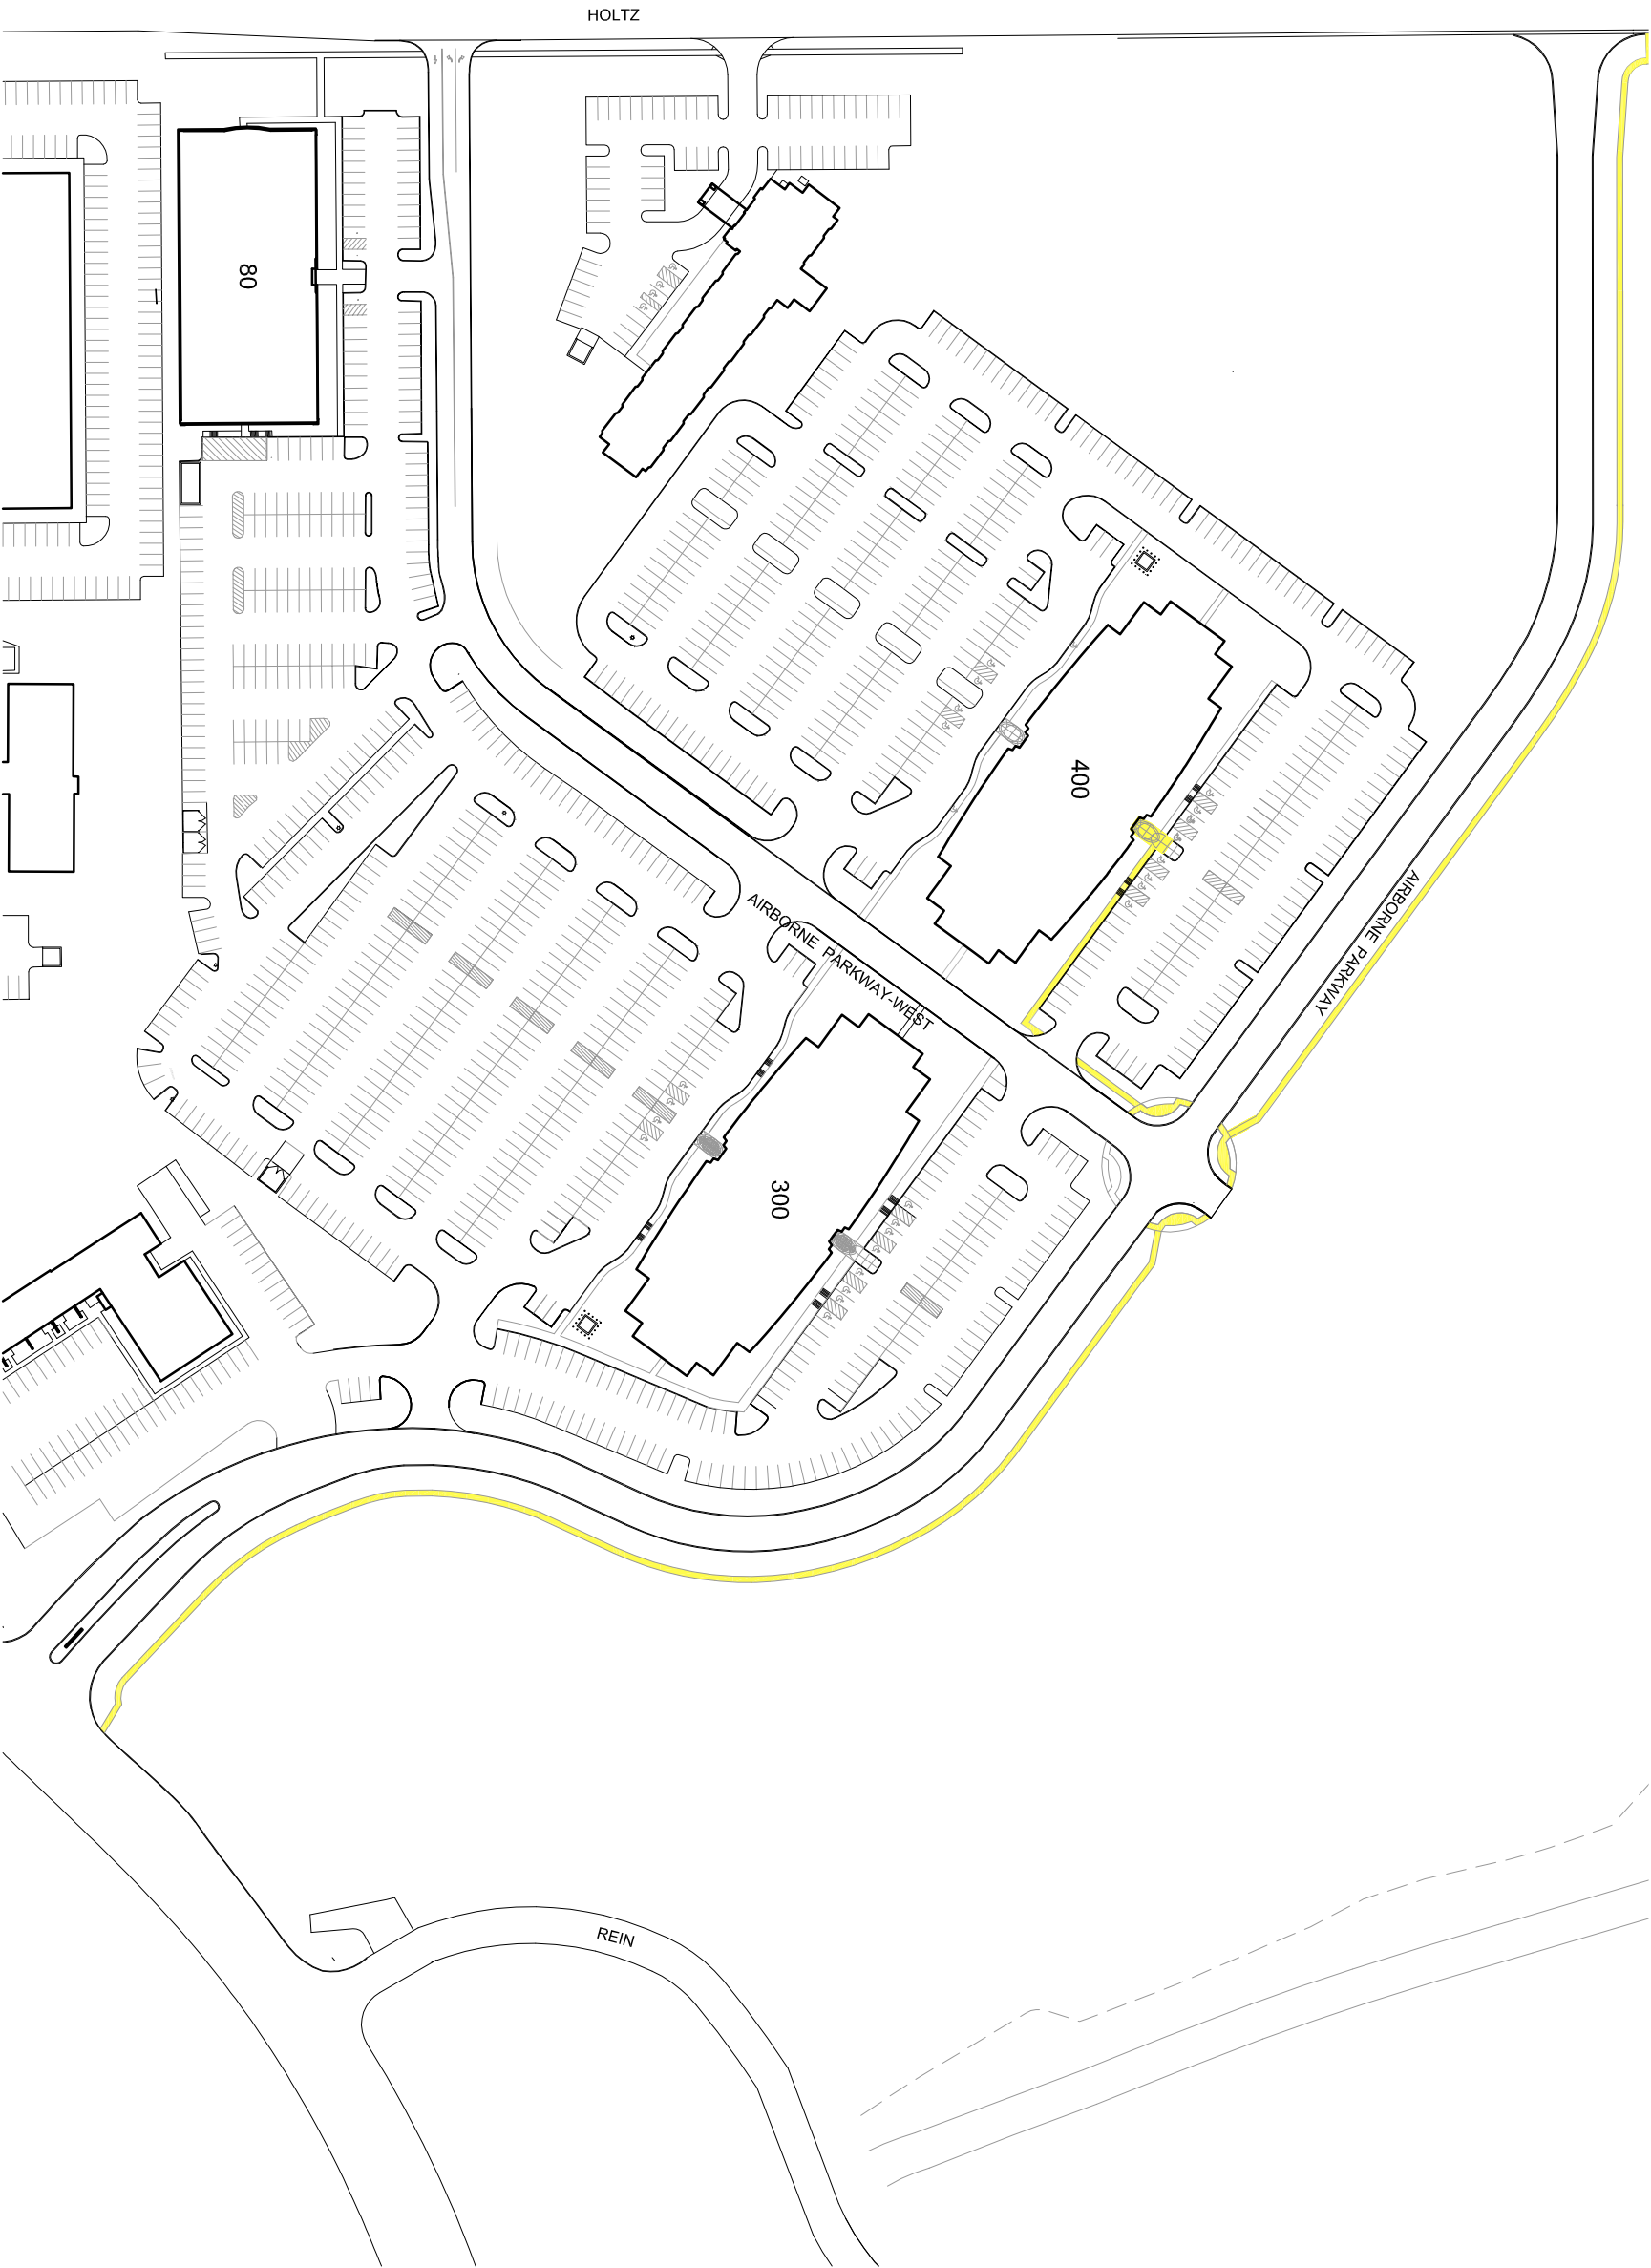 HOLTZ
80
400
AIRBORNE PARKWAY
AIRBORNE PARKWAY-WEST
300
REIN